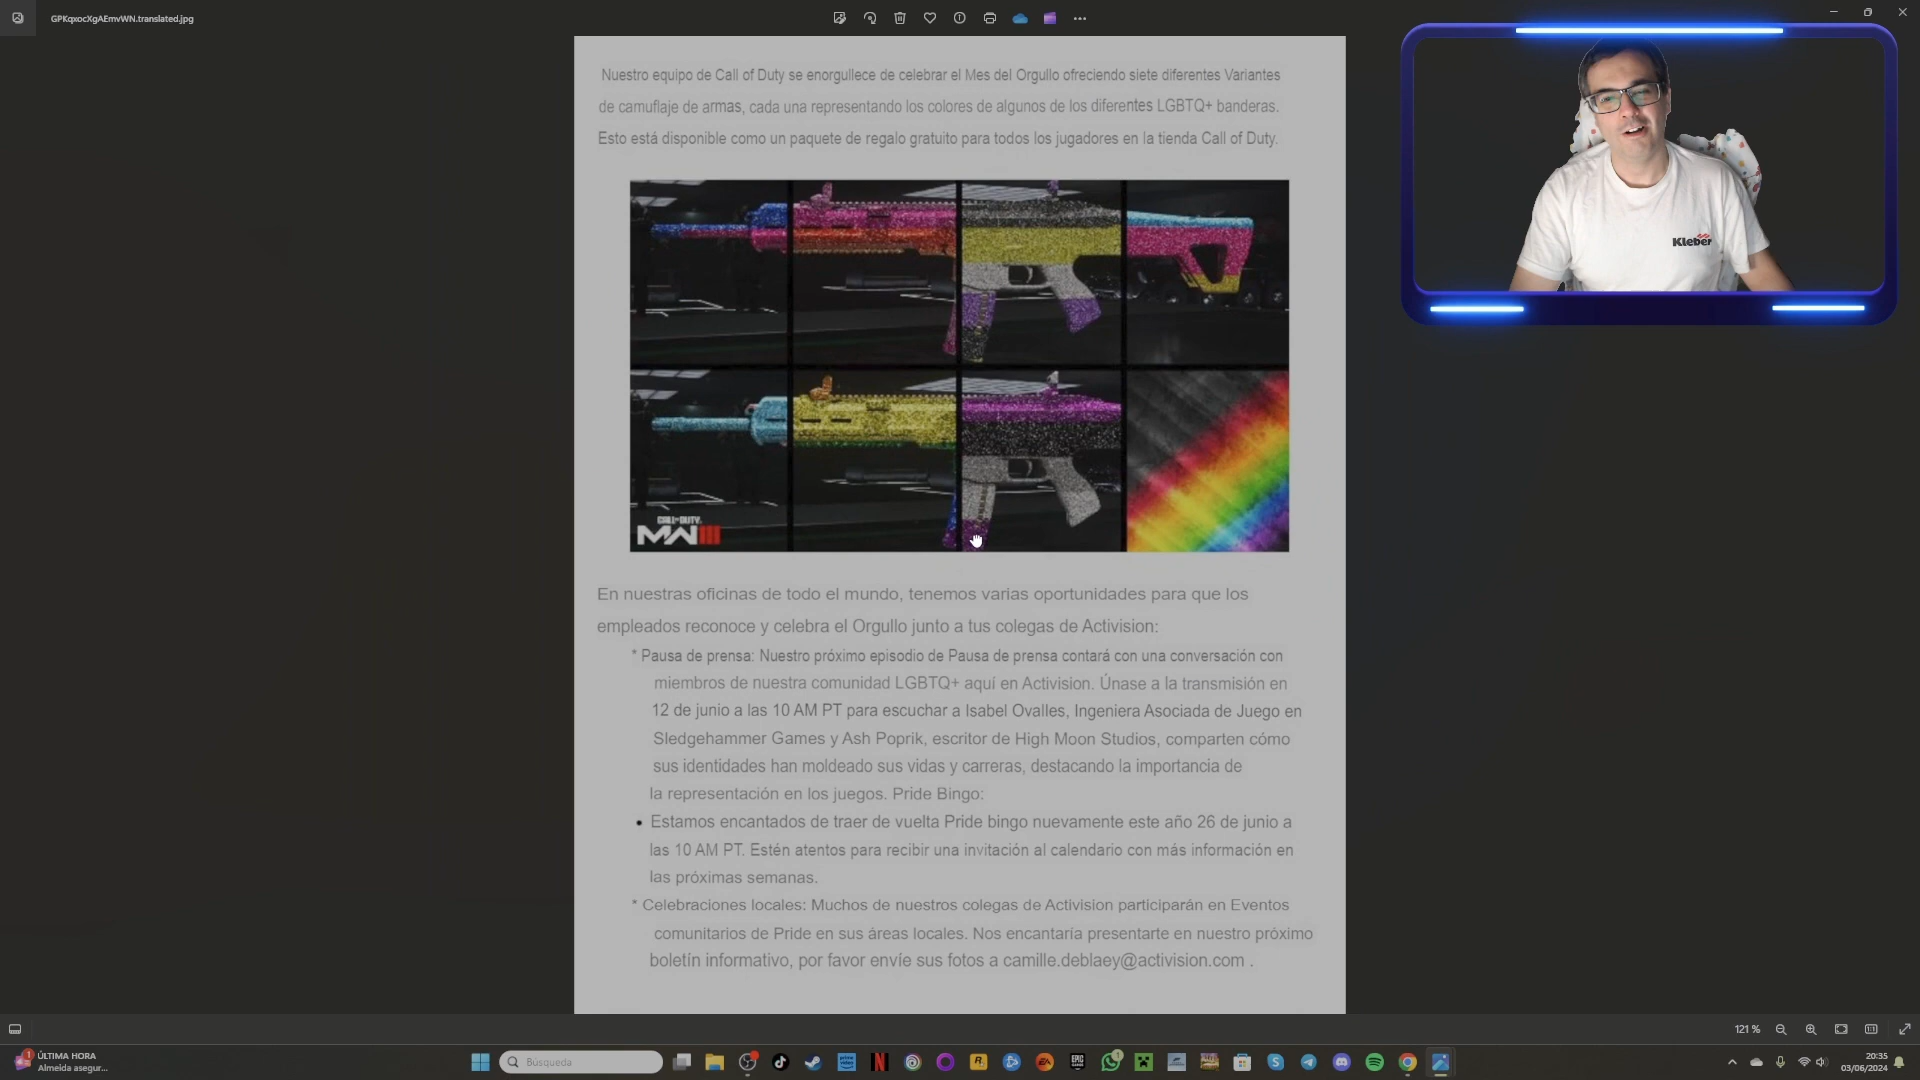 GPKqxocXgAEmvWN.translated.jpg
Nuestro equipo de Call of Duty se enorgullece de celebrar el Mes del Orgullo ofreciendo siete diferentes Variantes
de camuflaje de armas, cada una representando los colores de algunos de los diferentes LGBTQ+ banderas.
Esto está disponible como un paquete de regalo gratuito para todos los jugadores en la tienda Call of Duty.
Kleber
CALL OF DUTY
MWIII
En nuestras oficinas de todo el mundo, tenemos varias oportunidades para que los
empleados reconoce y celebra el Orgullo junto a tus colegas de Activision:
* Pausa de prensa: Nuestro próximo episodio de Pausa de prensa contará con una conversación con
miembros de nuestra comunidad LGBTQ+ aquí en Activision. Únase a la transmisión en
12 de junio a las 10 AM PT para escuchar a Isabel Ovalles, Ingeniera Asociada de Juego en
Sledgehammer Games y Ash Poprik, escritor de High Moon Studios, comparten cómo
sus identidades han moldeado sus vidas y carreras, destacando la importancia de
la representación en los juegos. Pride Bingo:
• Estamos encantados de traer de vuelta Pride bingo nuevamente este año 26 de junio a
las 10 AM PT. Estén atentos para recibir una invitación al calendario con más información en
las próximas semanas.
* Celebraciones locales: Muchos de nuestros colegas de Activision participarán en Eventos
comunitarios de Pride en sus áreas locales. Nos encantaría presentarte en nuestro próximo
boletín informativo, por favor envíe sus fotos a camille.deblaey@activision.com .
121 %
ÚLTIMA HORA
Almeida asegur...
Búsqueda
20:35
03/06/2024